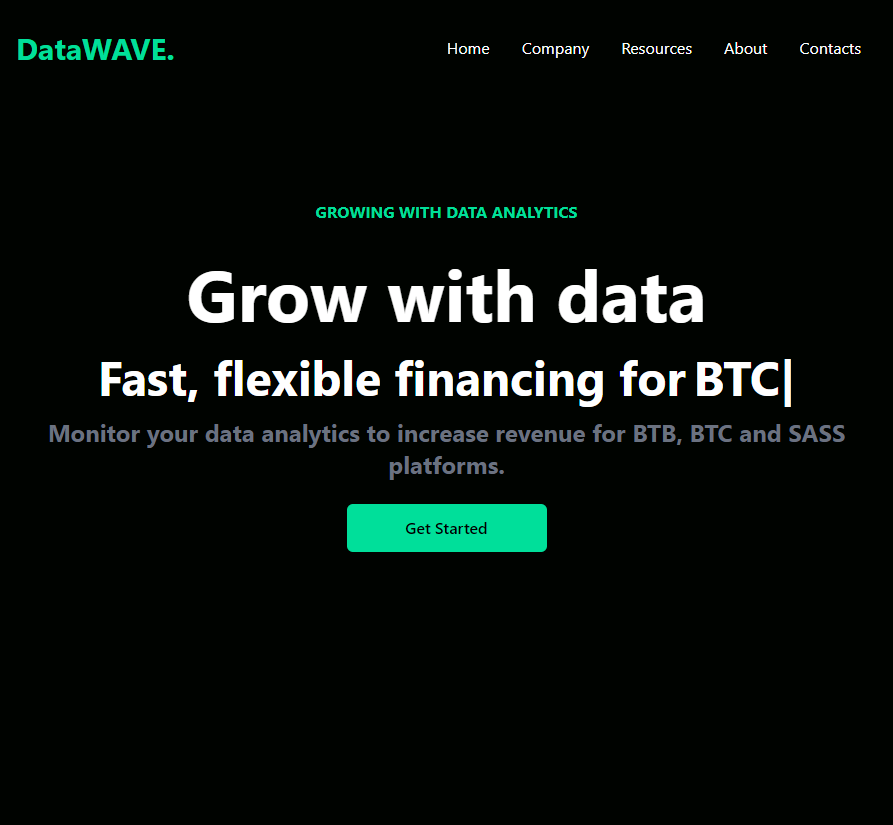 DataWAVE.
Home Company Resources About Contacts
GROWING WITH DATA ANALYTICS
Grow with data
Fast, flexible financing for BTC|
Monitor your data analytics to increase revenue for BTB, BTC and SASS
platforms.
Get Started